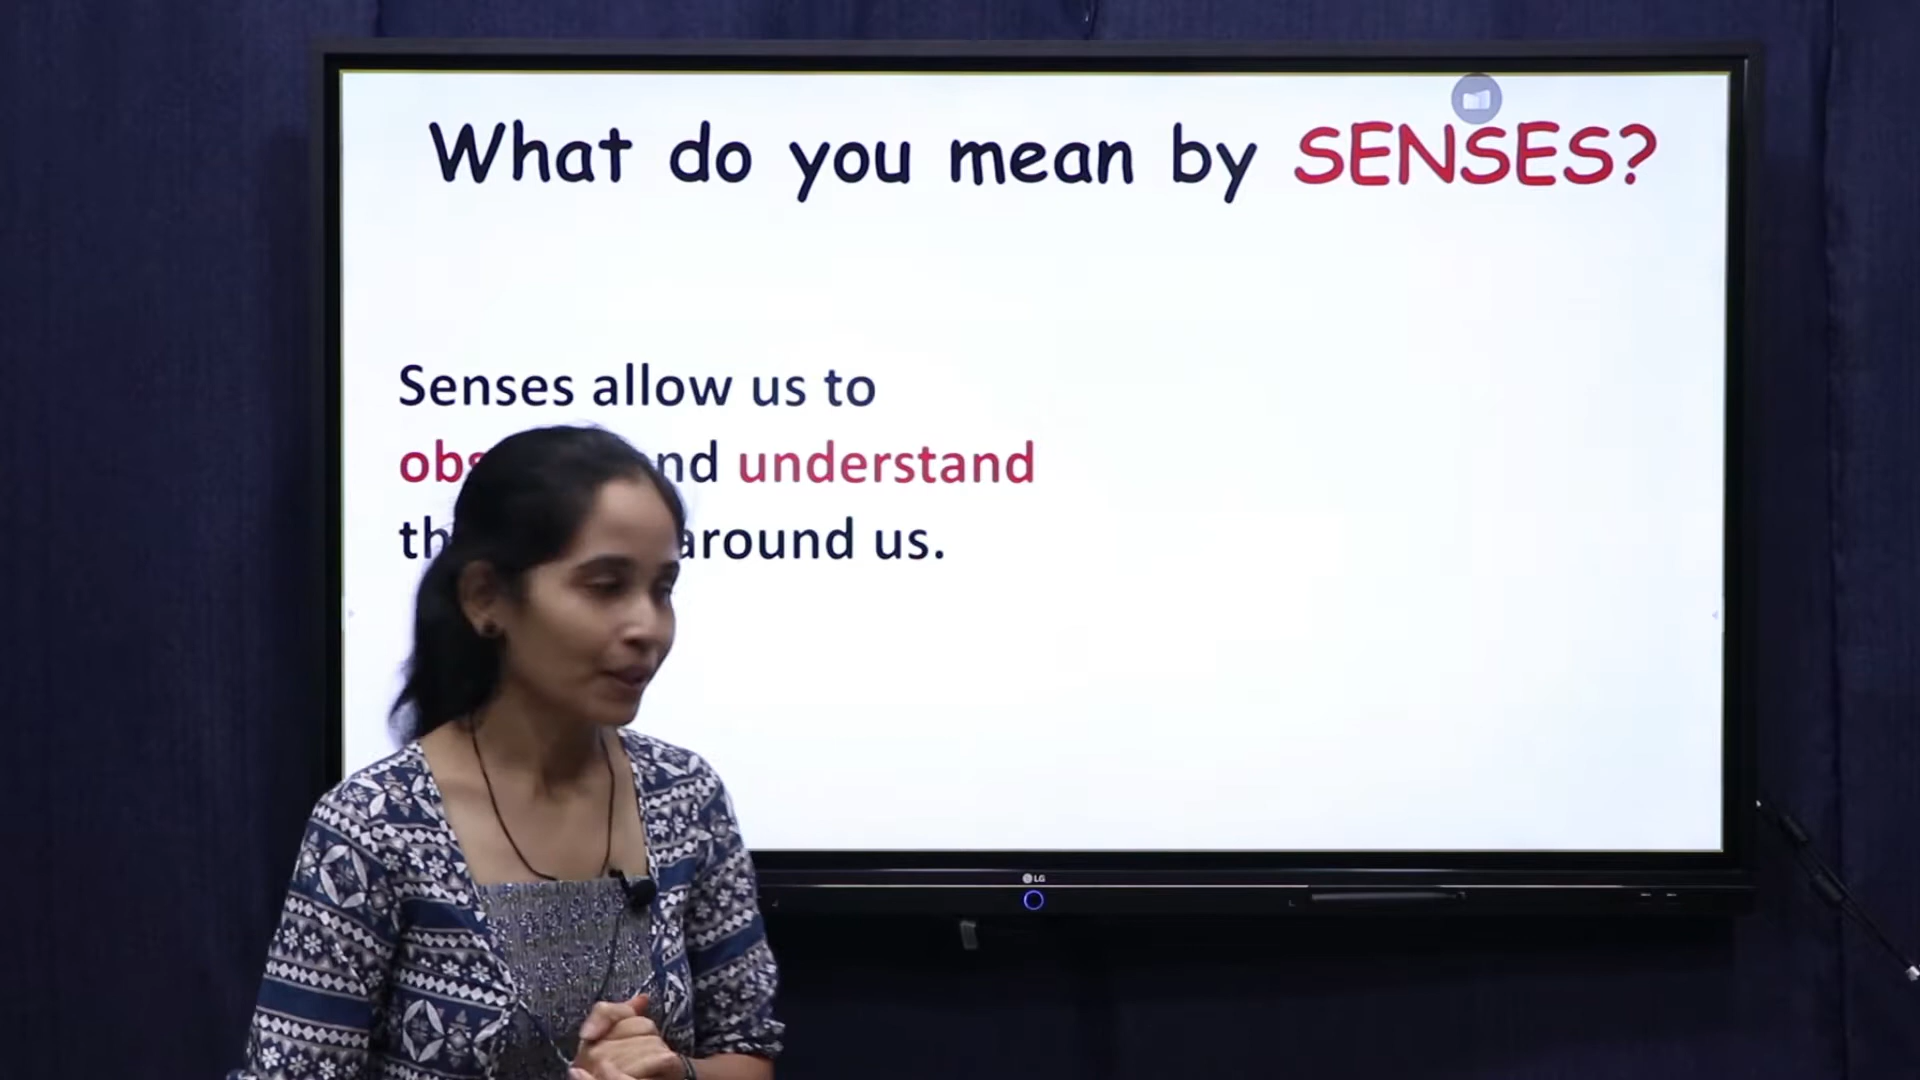 What do you mean by SENSES?
Senses allow us to
understand
around us.
LG